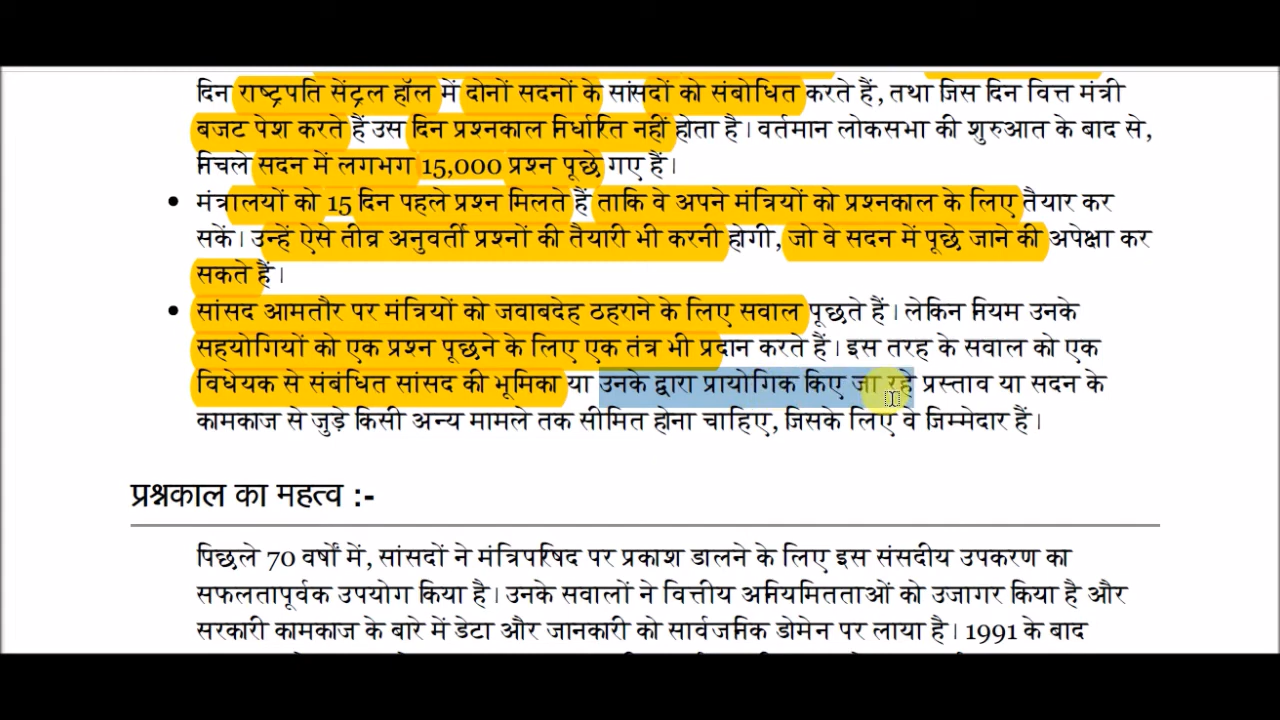 दिन राष्ट्रपति सेंट्रल हॉल में दोनों सदनों के सांसदों को संबोधित करते हैं, तथा जिस दिन वित्त मंत्री
बजट पेश करते हैं उस दिन प्रश्नकाल निर्धारित नहीं होता है। वर्तमान लोकसभा की शुरुआत के बाद से,
निचले सदन में लगभग 15,000 प्रश्न पूछे गए हैं।
• मंत्रालयों को 15 दिन पहले प्रश्न मिलते हैं ताकि वे अपने मंत्रियों को प्रश्नकाल के लिए तैयार कर
सकें। उन्हें ऐसे तीव्र अनुवर्ती प्रश्नों की तैयारी भी करनी होगी, जो वे सदन में पूछे जाने की अपेक्षा कर
सकते हैं।
• सांसद आमतौर पर मंत्रियों को जवाबदेह ठहराने के लिए सवाल पूछते हैं। लेकिन नियम उनके
सहयोगियों को एक प्रश्न पूछने के लिए एक तंत्र भी प्रदान करते हैं। इस तरह के सवाल को एक
विधेयक से संबंधित सांसद की भूमिका या उनके द्वारा प्रायोगिक किए जा रहे प्रस्ताव या सदन के
कामकाज से जुड़े किसी अन्य मामले तक सीमित होना चाहिए, जिसके लिए वे जिम्मेदार हैं।
प्रश्नकाल का महत्व :-
पिछले 70 वर्षों में, सांसदों ने मंत्रिपरिषद पर प्रकाश डालने के लिए इस संसदीय उपकरण का
सफलतापूर्वक उपयोग किया है। उनके सवालों ने वित्तीय अनियमितताओं को उजागर किया है और
सरकारी कामकाज के बारे में डेटा और जानकारी को सार्वजनिक डोमेन पर लाया है। 1991 के बाद